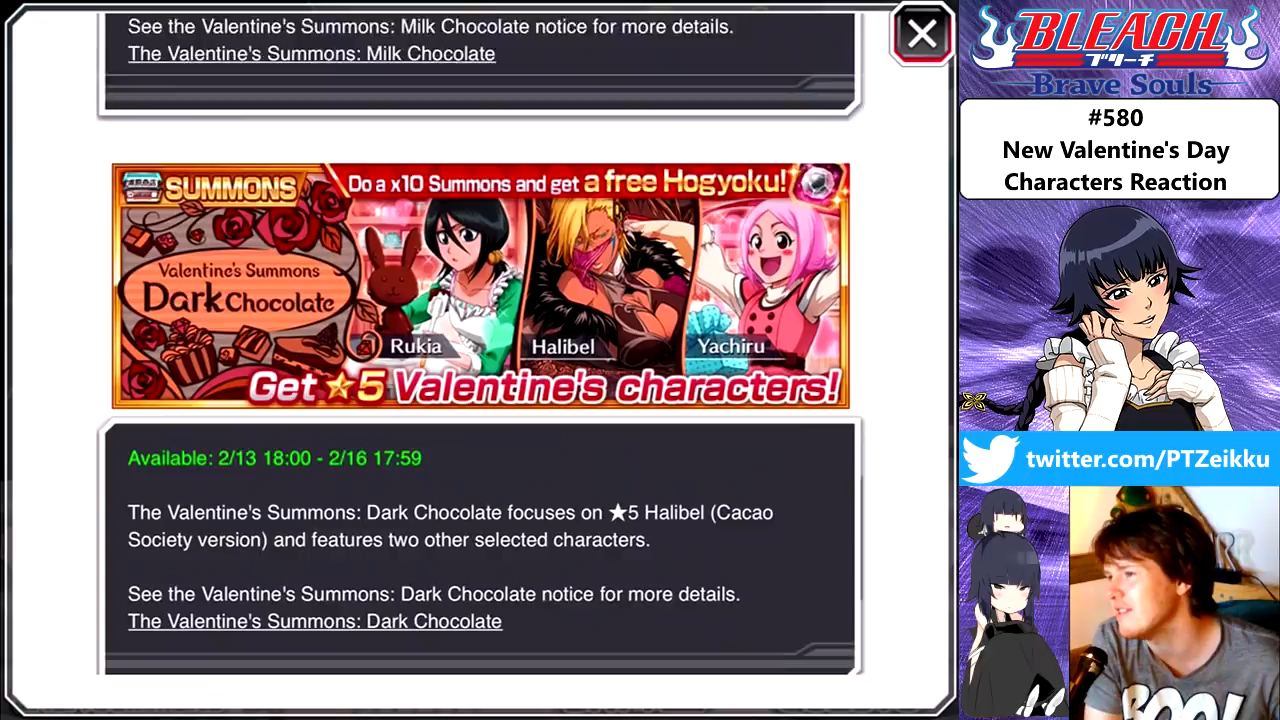 See the Valentine's Summons: Milk Chocolate notice for more details.
The Valentine's Summons: Milk Chocolate
SUMMONS
Do a x10 Summons and get a free Hogyoku!
Valentine's Summons
Dark Chocolate
Rukia
Halibel
Yachiru
Get ★5 Valentine's characters!
Available: 2/13 18:00 - 2/16 17:59
The Valentine's Summons: Dark Chocolate focuses on ★5 Halibel (Cacao
Society version) and features two other selected characters.
See the Valentine's Summons: Dark Chocolate notice for more details.
The Valentine's Summons: Dark Chocolate
BLEACH
ブリーチ
Brave Souls
#580
New Valentine's Day
Characters Reaction
twitter.com/PTZeikku